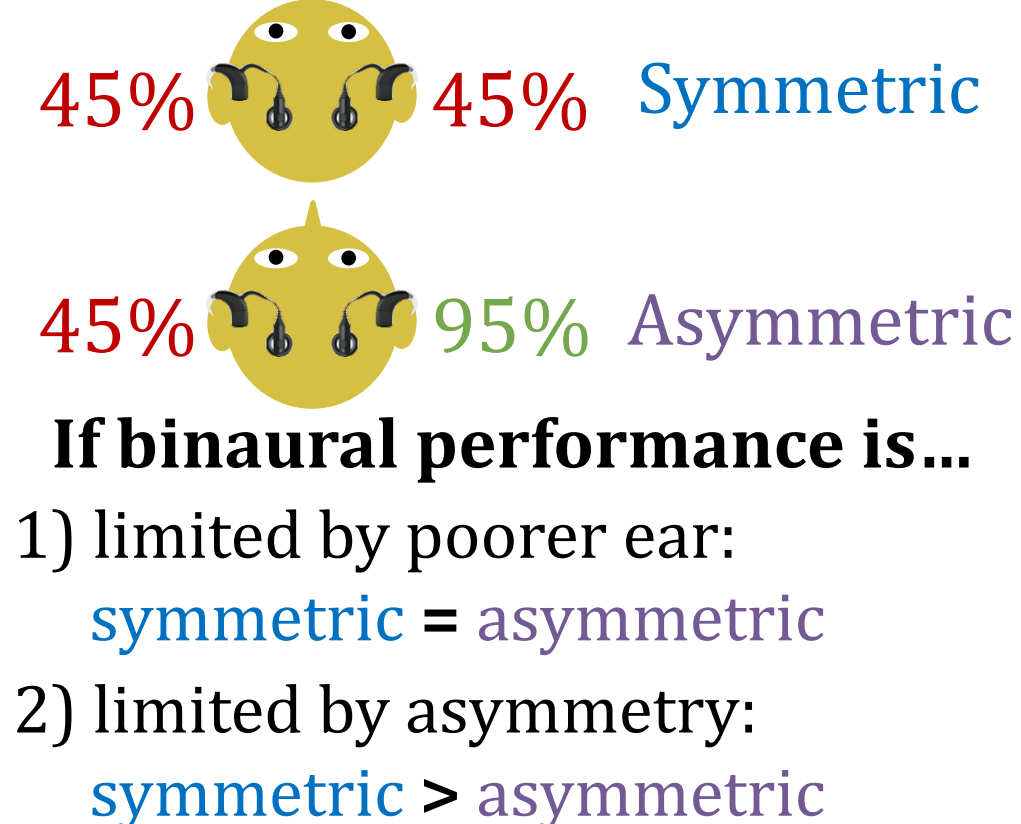 45% 45% Symmetric
45% 95% Asymmetric
If binaural performance is...
1) limited by poorer ear:
symmetric = asymmetric
2) limited by asymmetry:
symmetric > asymmetric